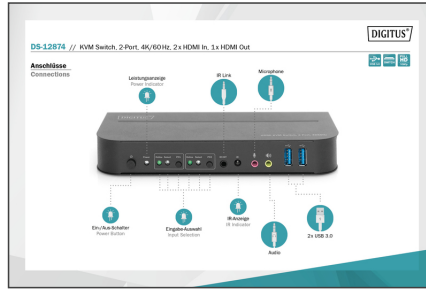 DIGITUS®
DS-12874 // KVM Switch, 2-Port, 4K/60 Hz, 2 x HDMI In, 1 x HDMI Out
Anschlüsse
Connections
Leistungsanzeige
Power Indicator
IR Link
Microphone
Ein-/Aus-Schalter
Power Button
Eingabe-Auswahl
Input Selection
IR-Anzeige
IR Indicator
Audio
2x USB 3.0